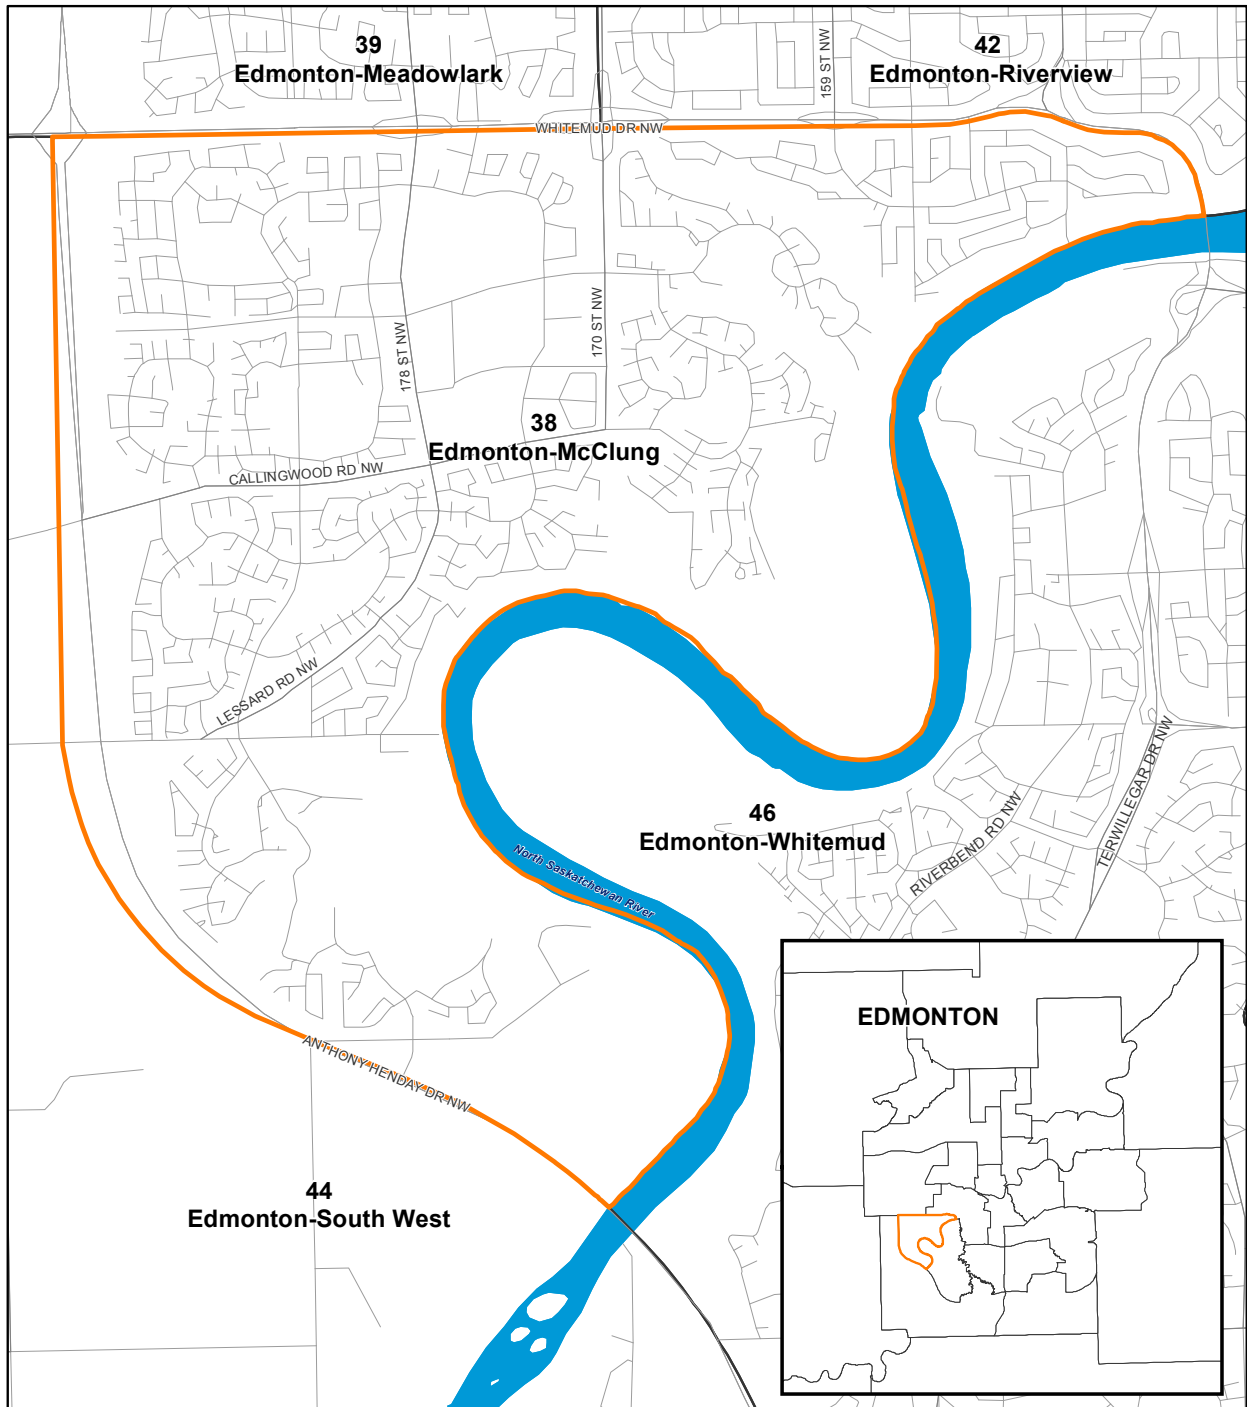 39
Edmonton-Meadowlark
42
Edmonton-Riverview
159 ST NW
WHITEMUD DR NW
170 ST NW
178 ST NW
38
Edmonton-McClung
CALLINGWOOD RD NW
LESSARD RD NW
46
Edmonton-Whitemud
TERWILLEGAR DR NW
RIVERBEND RD NW
North Saskatchewan River
EDMONTON
ANTHONY HENDAY DR NW
44
Edmonton-South West